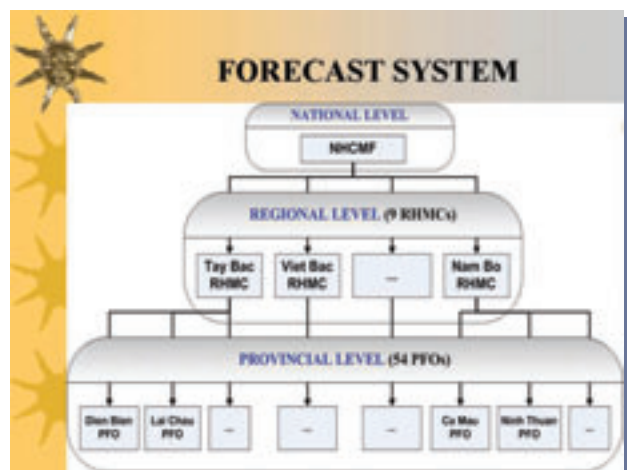 FORECAST SYSTEM
NATIONAL LEVEL
NHCMF
REGIONAL LEVEL (9 RHMCs)
Tay Bac
RHMC
Viet Bac
RHMC
...
Nam Bo
RHMC
PROVINCIAL LEVEL (54 PFOs)
Dien Bien
PFO
Lai Chau
PFO
...
...
...
Ca Mau
PFO
Ninh Thuan
PFO
...